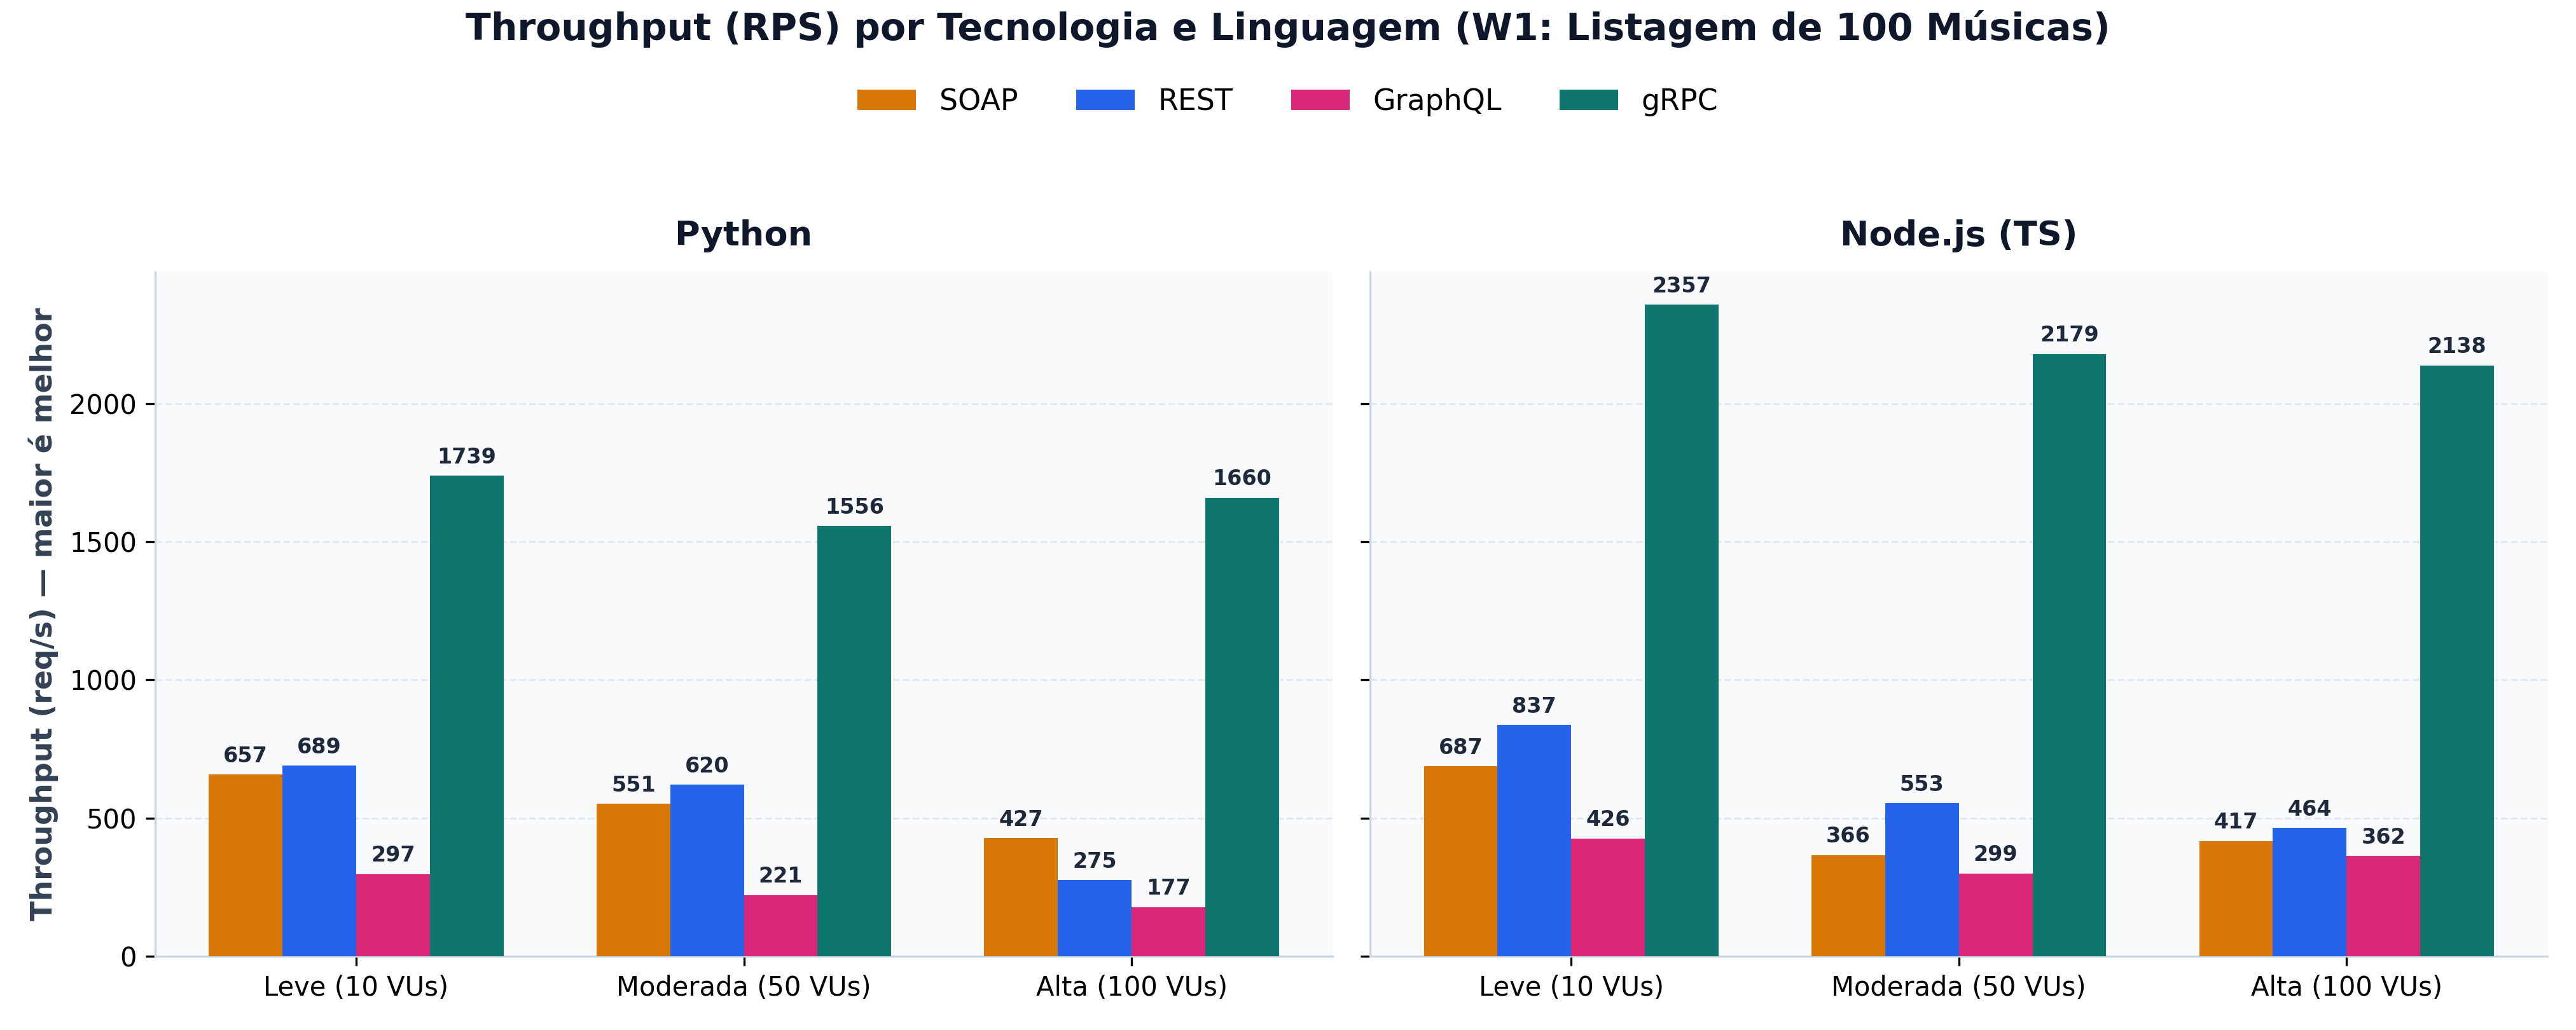 Throughput (RPS) por Tecnologia e Linguagem (W1: Listagem de 100 Músicas)
SOAP REST GraphQL gRPC
Python
Throughput (req/s) — maior é melhor
2000
1500
1000
500
0
657 689 297 1739
551 620 221 1556
427 275 177 1660
Leve (10 VUs) Moderada (50 VUs) Alta (100 VUs)
Node.js (TS)
687 837 426 2357
366 553 299 2179
417 464 362 2138
Leve (10 VUs) Moderada (50 VUs) Alta (100 VUs)